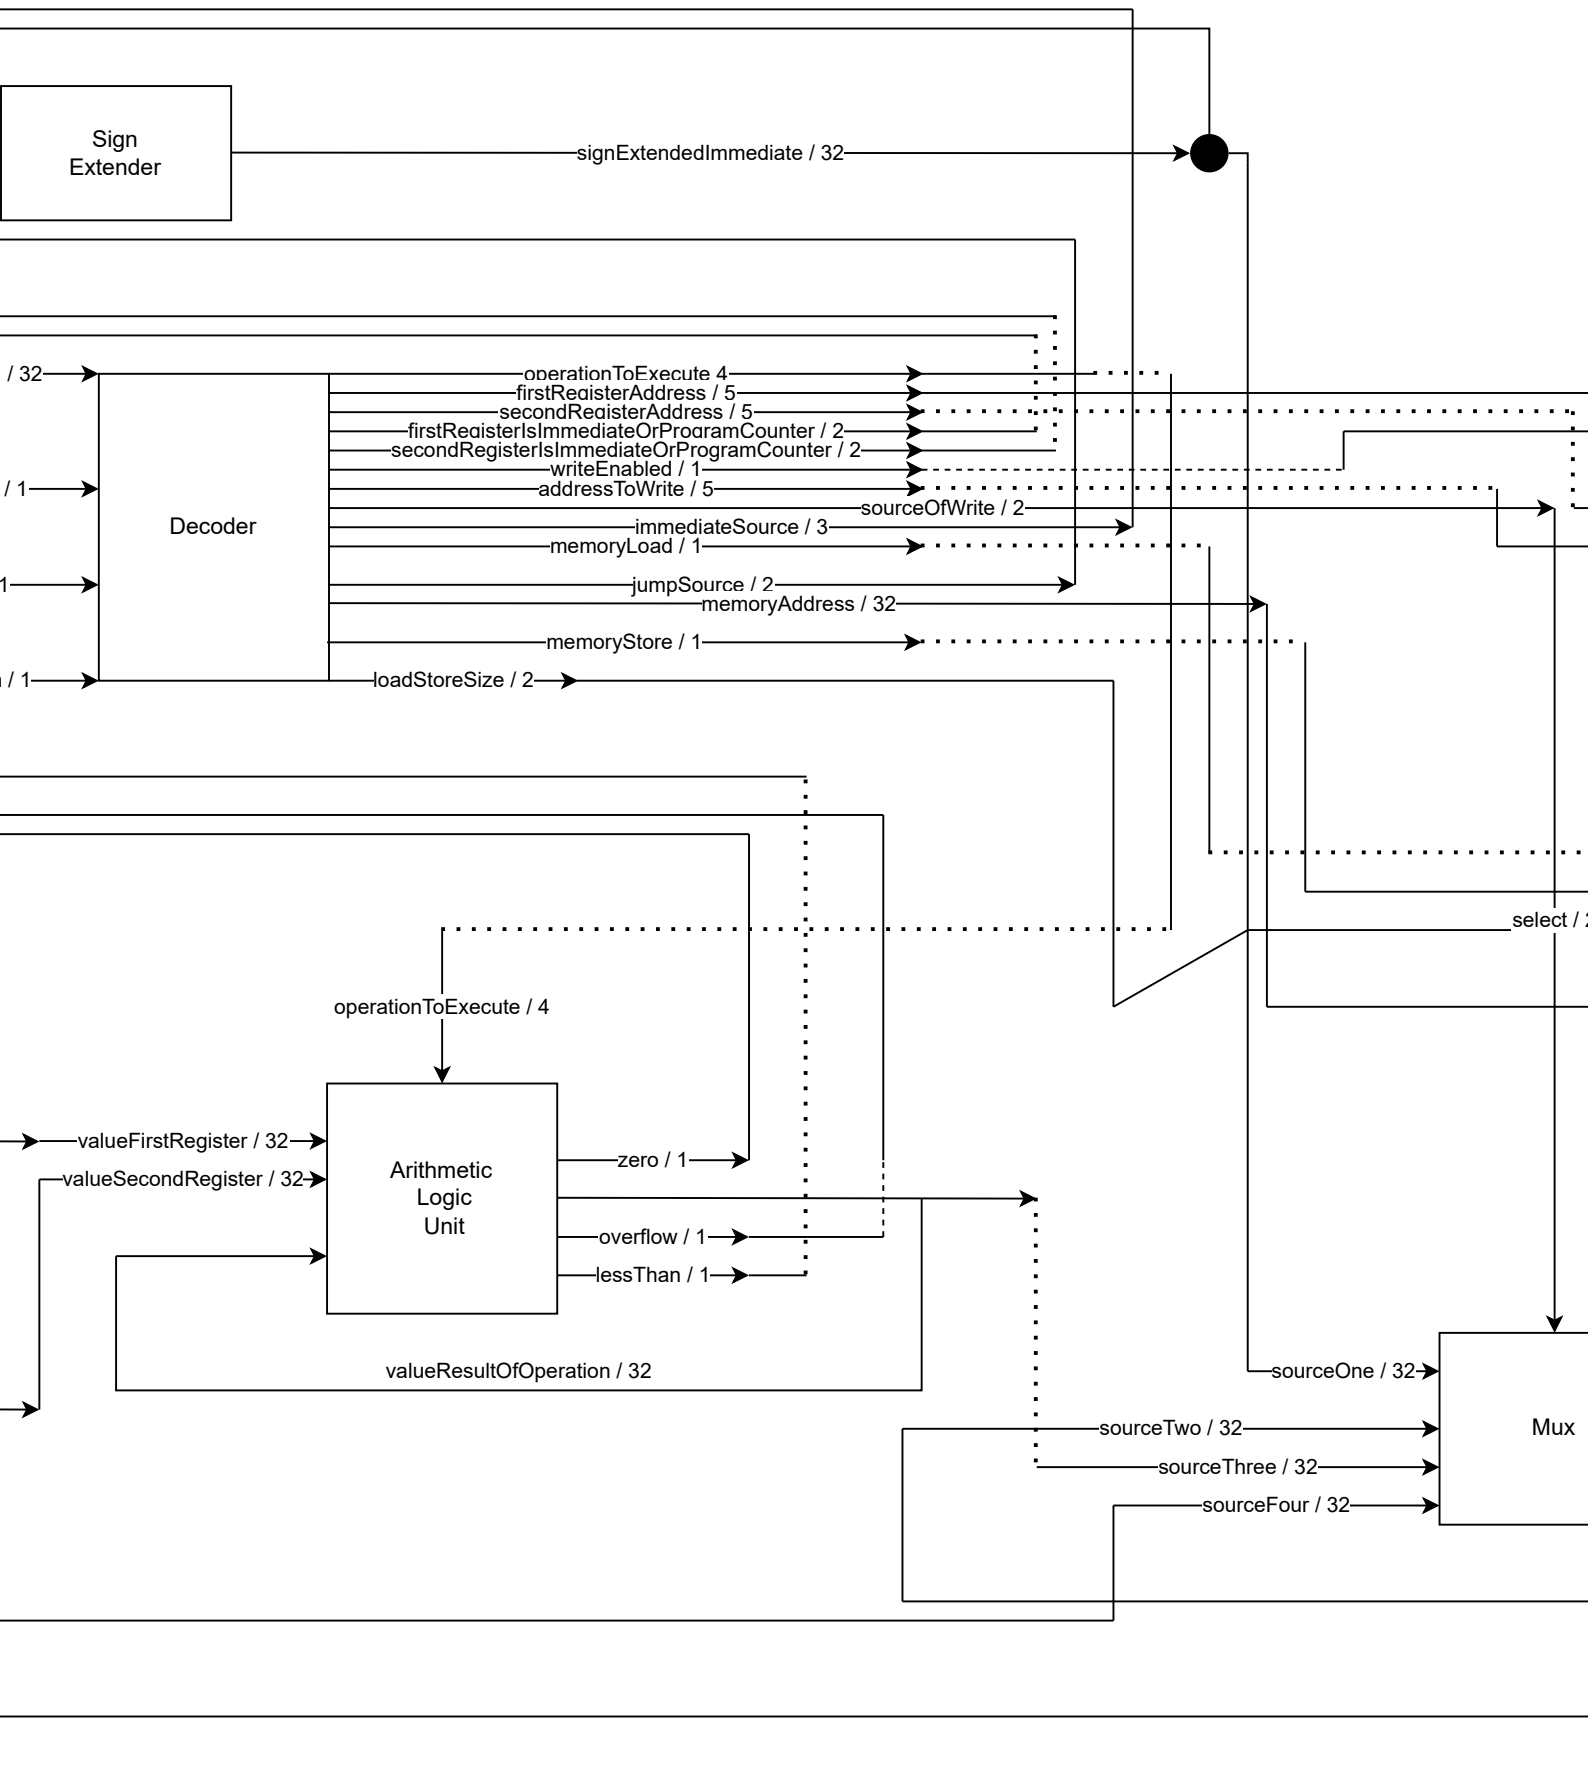 Sign
Extender
signExtendedImmediate / 32
/ 32
operationToExecute 4
firstRegisterAddress / 5
secondRegisterAddress / 5
firstRegisterIsImmediateOrProgramCounter / 2
secondRegisterIsImmediateOrProgramCounter / 2
writeEnabled / 1
/ 1
addressToWrite / 5
sourceOfWrite / 2
Decoder
immediateSource / 3
memoryLoad / 1
1
jumpSource / 2
memoryAddress / 32
memoryStore / 1
/ 1
loadStoreSize / 2
select / 2
operationToExecute / 4
valueFirstRegister / 32
valueSecondRegister / 32
Arithmetic
Logic
Unit
zero / 1
overflow / 1
lessThan / 1
valueResultOfOperation / 32
sourceOne / 32
sourceTwo / 32
Mux
sourceThree / 32
sourceFour / 32